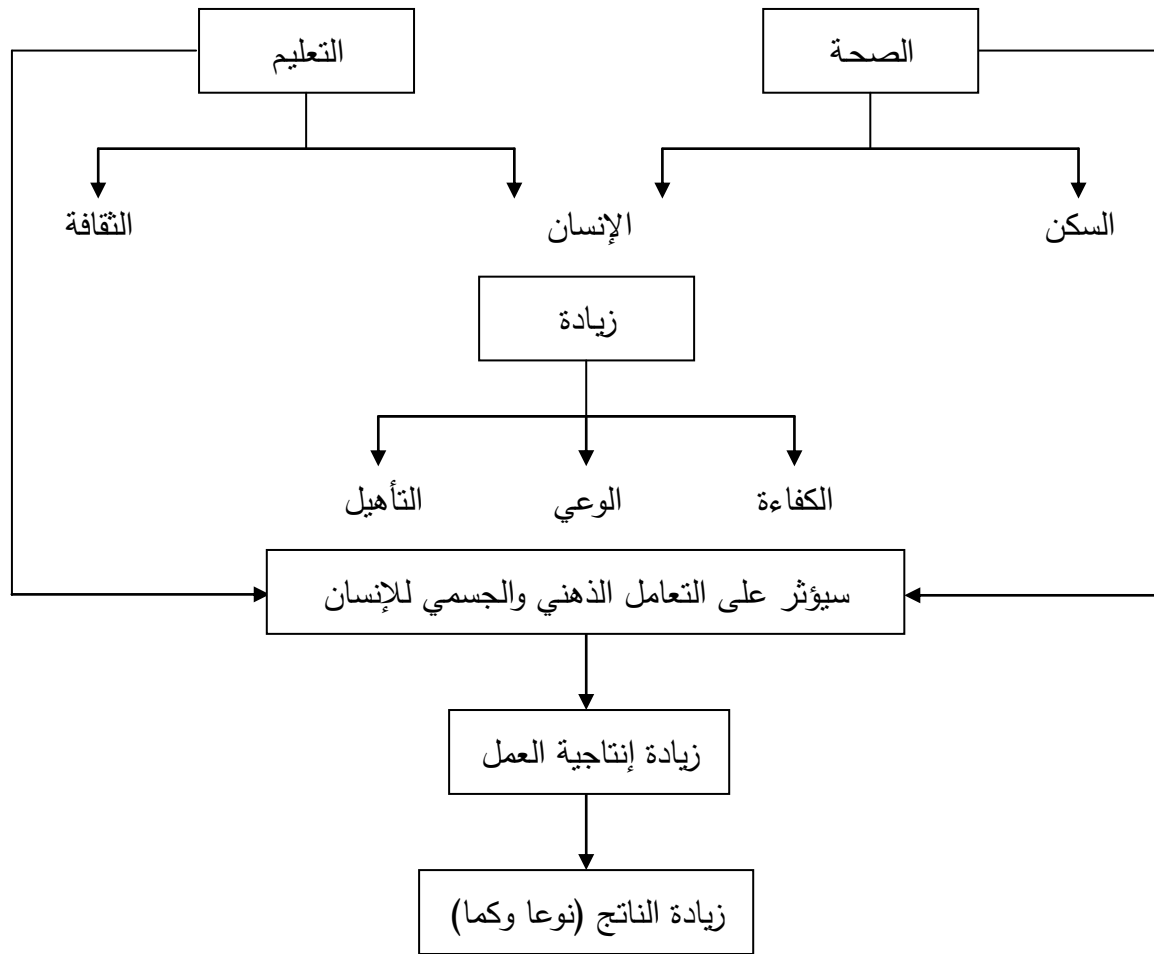 الصحة
التعليم
السكن
الإنسان
الثقافة
زيادة
الكفاءة
الوعي
التأهيل
سيؤثر على التعامل الذهني والجسمي للإنسان
زيادة إنتاجية العمل
زيادة الناتج (نوعا وكما)